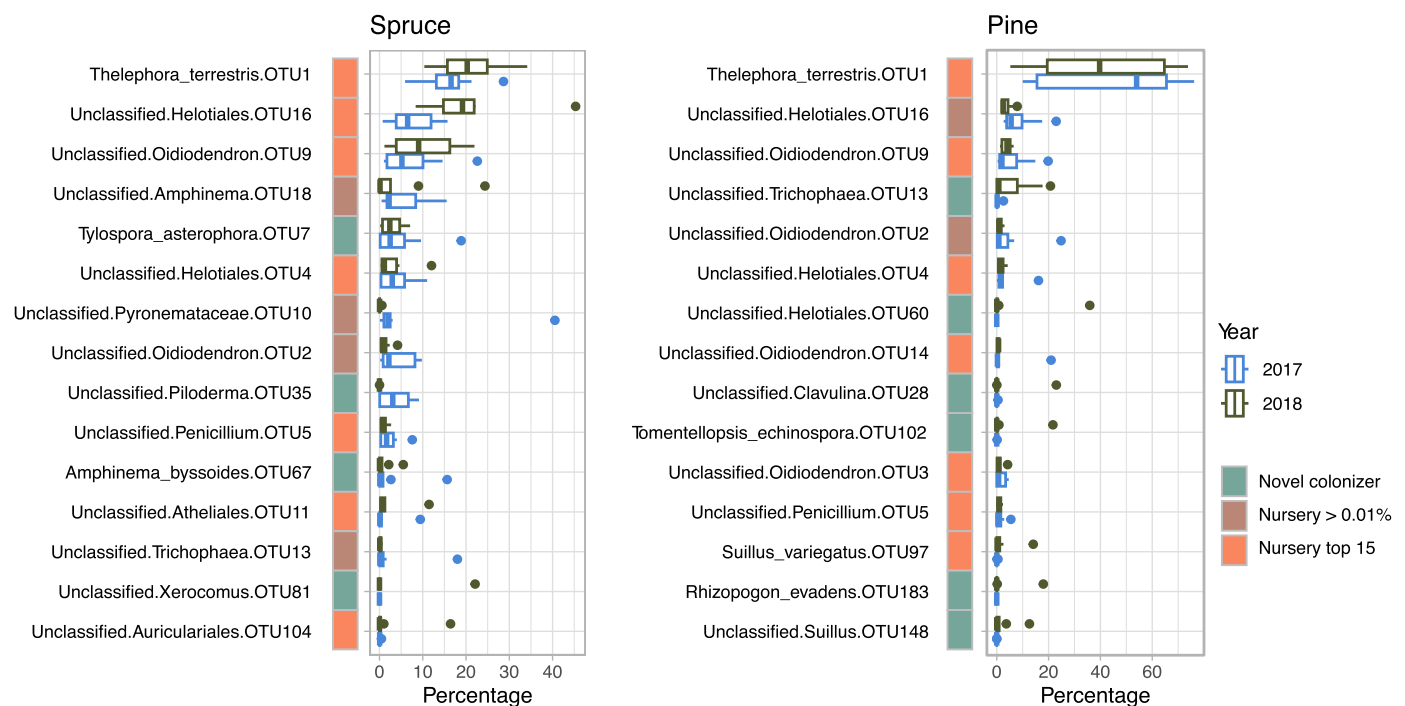 Spruce
Thelephora_terrestris.OTU1
Unclassified.Helotiales.OTU16
Unclassified.Oidiodendron.OTU9
Unclassified.Amphinema.OTU18
Tylospora_asterophora.OTU7
Unclassified.Helotiales.OTU4
Unclassified.Pyronemataceae.OTU10
Unclassified.Oidiodendron.OTU2
Unclassified.Piloderma.OTU35
Unclassified.Penicillium.OTU5
Amphinema_byssoides.OTU67
Unclassified.Atheliales.OTU11
Unclassified.Trichophaea.OTU13
Unclassified.Xerocomus.OTU81
Unclassified.Auriculariales.OTU104
0 10 20 30 40
Percentage
Pine
Thelephora_terrestris.OTU1
Unclassified.Helotiales.OTU16
Unclassified.Oidiodendron.OTU9
Unclassified.Trichophaea.OTU13
Unclassified.Oidiodendron.OTU2
Unclassified.Helotiales.OTU4
Unclassified.Helotiales.OTU60
Unclassified.Oidiodendron.OTU14
Unclassified.Clavulina.OTU28
Tomentellopsis_echinospora.OTU102
Unclassified.Oidiodendron.OTU3
Unclassified.Penicillium.OTU5
Suillus_variegatus.OTU97
Rhizopogon_evadens.OTU183
Unclassified.Suillus.OTU148
0 20 40 60
Percentage
Year
2017
2018
Novel colonizer
Nursery > 0.01%
Nursery top 15